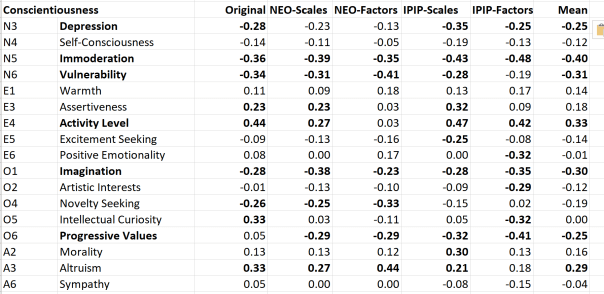 Conscientiousness Original NEO-Scales NEO-Factors IPIP-Scales IPIP-Factors Mean
N3 Depression -0.28 -0.23 -0.13 -0.35 -0.25 -0.25
N4 Self-Consciousness -0.14 -0.11 -0.05 -0.19 -0.13 -0.12
N5 Immoderation -0.36 -0.39 -0.35 -0.43 -0.48 -0.40
N6 Vulnerability -0.34 -0.31 -0.41 -0.28 -0.19 -0.31
E1 Warmth 0.11 0.09 0.18 0.13 0.17 0.14
E3 Assertiveness 0.23 0.23 0.03 0.32 0.09 0.18
E4 Activity Level 0.44 0.27 0.03 0.47 0.42 0.33
E5 Excitement Seeking -0.09 -0.13 -0.16 -0.25 -0.08 -0.14
E6 Positive Emotionality 0.08 0.00 0.17 0.00 -0.32 -0.01
O1 Imagination -0.28 -0.38 -0.23 -0.28 -0.35 -0.30
O2 Artistic Interests -0.01 -0.13 -0.10 -0.09 -0.29 -0.12
O4 Novelty Seeking -0.26 -0.25 -0.33 -0.15 0.02 -0.19
O5 Intellectual Curiosity 0.33 0.03 -0.11 0.05 -0.32 0.00
O6 Progressive Values 0.05 -0.29 -0.29 -0.32 -0.41 -0.25
A2 Morality 0.13 0.13 0.12 0.30 0.13 0.16
A3 Altruism 0.33 0.27 0.44 0.21 0.18 0.29
A6 Sympathy 0.05 0.00 0.00 -0.08 -0.15 -0.04